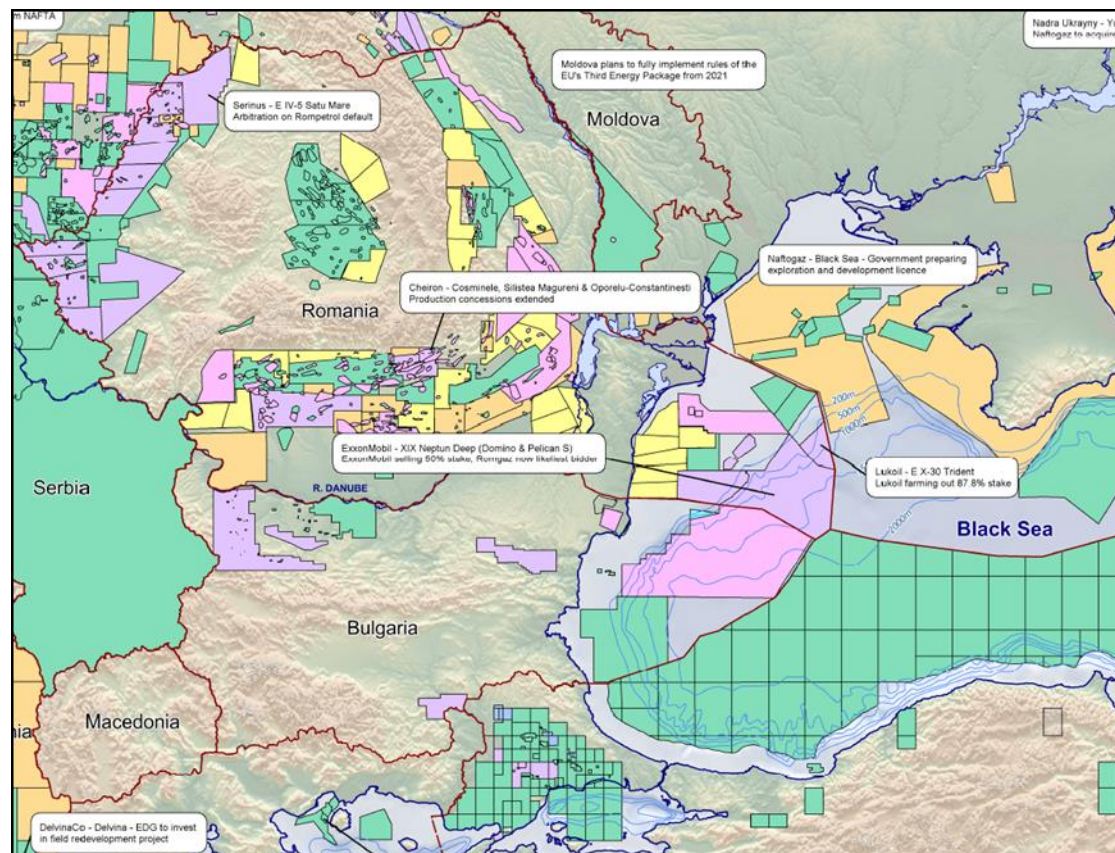 m NAFTA
Nadra Ukrayny - Y
Naftogaz to acquire
Moldova plans to fully implement rules of the
EU's Third Energy Package from 2021
Serinus - E IV-5 Satu Mare
Arbitration on Rompetrol default
Moldova
Naftogaz - Black Sea - Government preparing
exploration and development licence
Cheiron - Cosminele, Silistea Magureni & Oporelu-Constantinesti
Production concessions extended
Romania
200m
500m
1000m
ExxonMobil - XIX Neptun Deep (Domino & Pelican S)
ExxonMobil selling 50% stake, Romgaz now likeliest bidder
Lukoil - E X-30 Trident
Lukoil farming out 87.8% stake
Serbia
R. DANUBE
2000m
Black Sea
Bulgaria
Macedonia
nia
DelvinaCo - Delvina - EDG to invest
in field redevelopment project